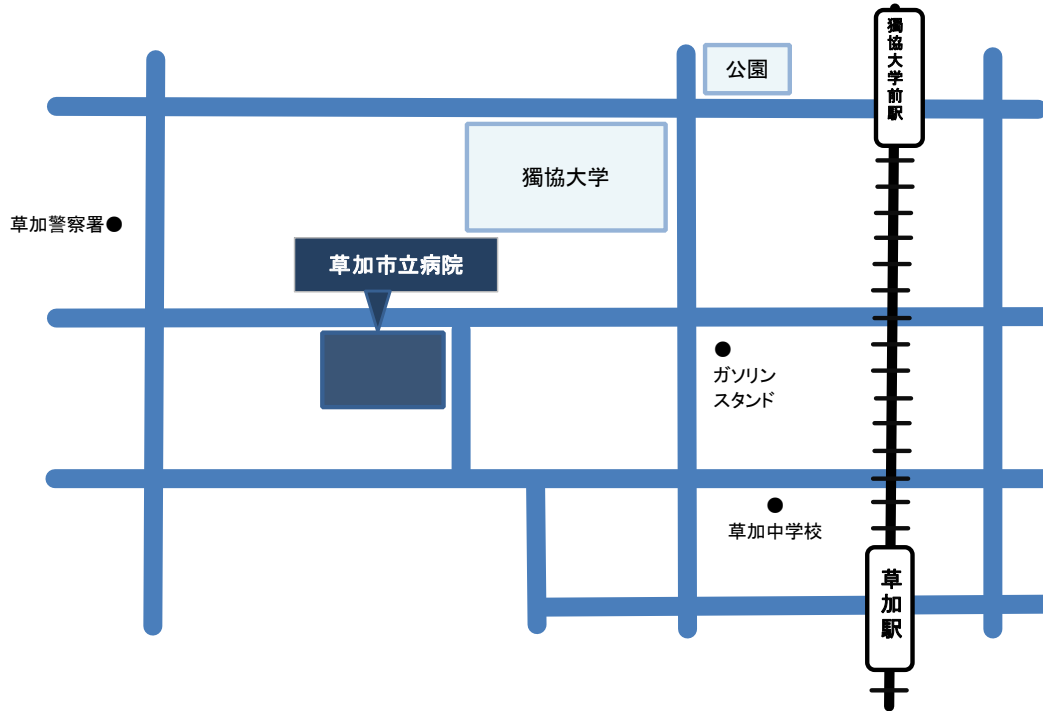 獨協大学前駅
公園
獨協大学
草加警察署
草加市立病院
ガソリン
スタンド
草加中学校
草加駅